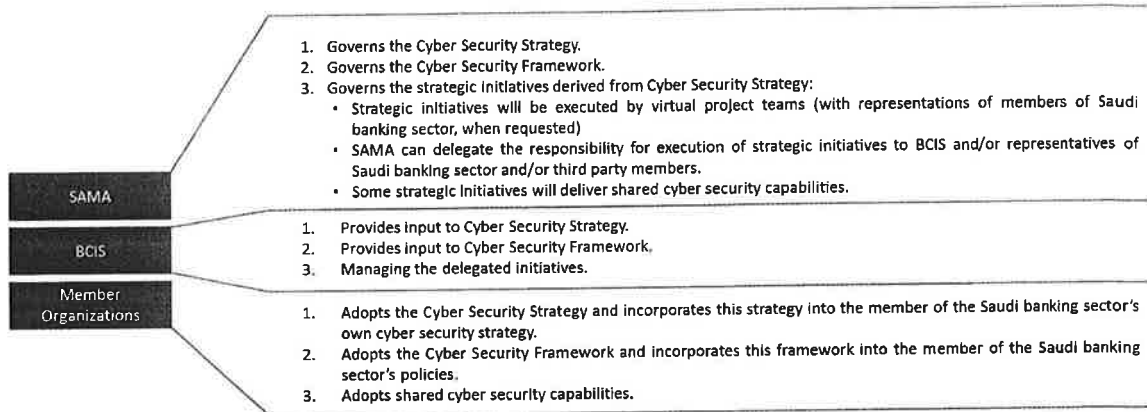 1. Governs the Cyber Security Strategy.
2. Governs the Cyber Security Framework.
3. Governs the strategic initiatives derived from Cyber Security Strategy:
▪ Strategic initiatives will be executed by virtual project teams (with representations of members of Saudi
banking sector, when requested)
▪ SAMA can delegate the responsibility for execution of strategic initiatives to BCIS and/or representatives of
Saudi banking sector and/or third party members.
▪ Some strategic initiatives will deliver shared cyber security capabilities.
SAMA
1. Provides input to Cyber Security Strategy.
2. Provides input to Cyber Security Framework.
3. Managing the delegated initiatives.
BCIS
Member
Organizations
1. Adopts the Cyber Security Strategy and incorporates this strategy into the member of the Saudi banking sector's
own cyber security strategy.
2. Adopts the Cyber Security Framework and incorporates this framework into the member of the Saudi banking
sector's policies.
3. Adopts shared cyber security capabilities.